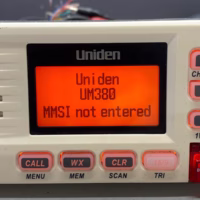 Uniden
Uniden
UM380
MMSI not entered
CALL
WX
CLR
MENU
MEM
SCAN
TRI